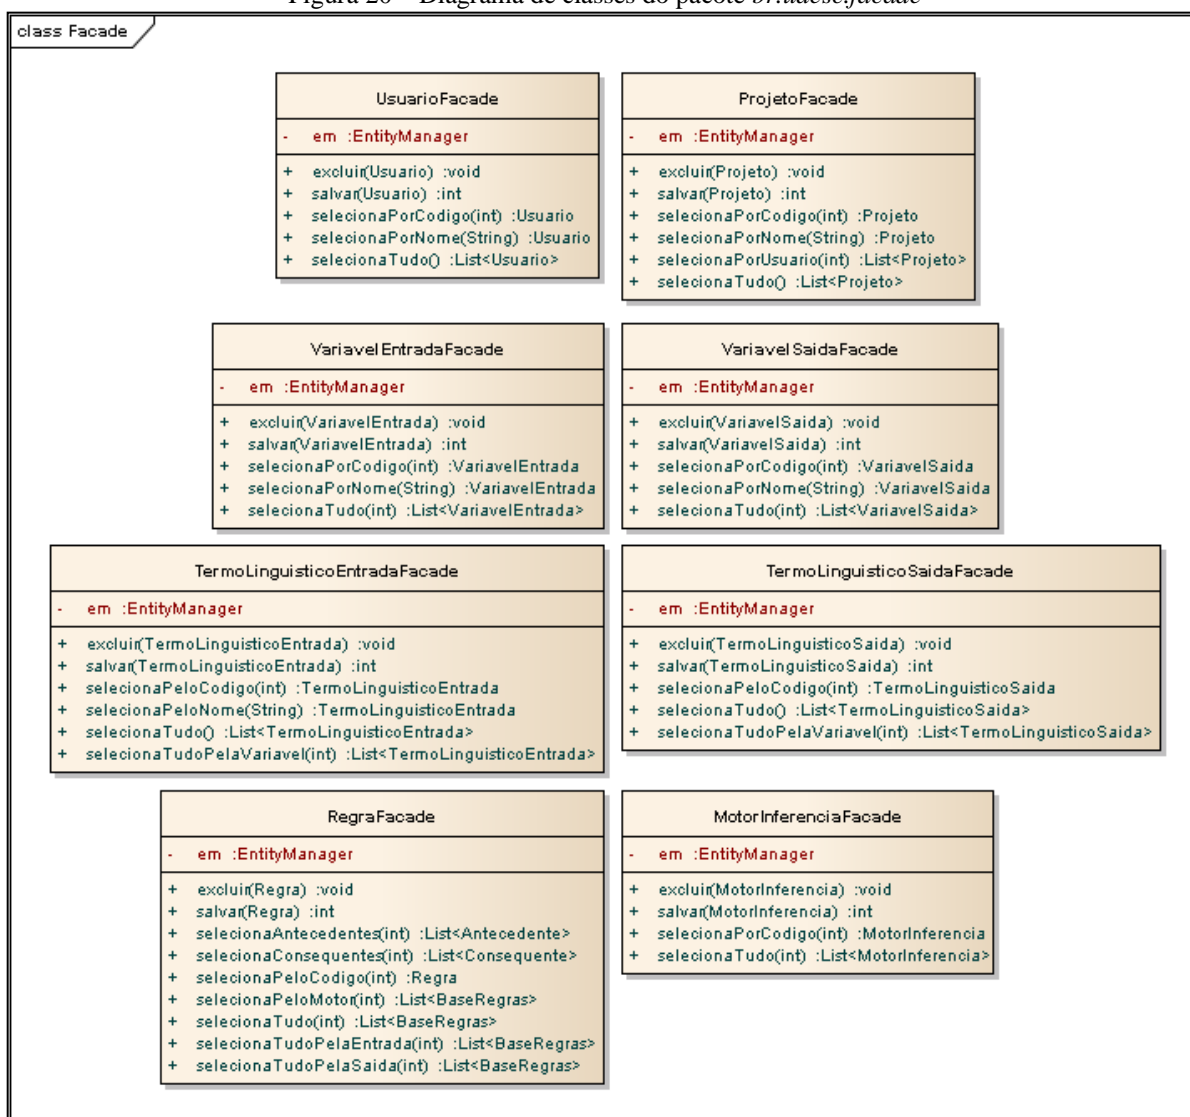 class Facade
UsuarioFacade
- em :EntityManager
+ excluir(Usuario) :void
+ salvar(Usuario) :int
+ selecionaPorCodigo(int) :Usuario
+ selecionaPorNome(String) :Usuario
+ selecionaTudo() :List<Usuario>
ProjetoFacade
- em :EntityManager
+ excluir(Projeto) :void
+ salvar(Projeto) :int
+ selecionaPorCodigo(int) :Projeto
+ selecionaPorNome(String) :Projeto
+ selecionaPorUsuario(int) :List<Projeto>
+ selecionaTudo() :List<Projeto>
VariavelEntradaFacade
- em :EntityManager
+ excluir(VariavelEntrada) :void
+ salvar(VariavelEntrada) :int
+ selecionaPorCodigo(int) :VariavelEntrada
+ selecionaPorNome(String) :VariavelEntrada
+ selecionaTudo(int) :List<VariavelEntrada>
VariavelSaidaFacade
- em :EntityManager
+ excluir(VariavelSaida) :void
+ salvar(VariavelSaida) :int
+ selecionaPorCodigo(int) :VariavelSaida
+ selecionaPorNome(String) :VariavelSaida
+ selecionaTudo(int) :List<VariavelSaida>
TermoLinguisticoEntradaFacade
- em :EntityManager
+ excluir(TermoLinguisticoEntrada) :void
+ salvar(TermoLinguisticoEntrada) :int
+ selecionaPeloCodigo(int) :TermoLinguisticoEntrada
+ selecionaPeloNome(String) :TermoLinguisticoEntrada
+ selecionaTudo() :List<TermoLinguisticoEntrada>
+ selecionaTudoPelaVariavel(int) :List<TermoLinguisticoEntrada>
TermoLinguisticoSaidaFacade
- em :EntityManager
+ excluir(TermoLinguisticoSaida) :void
+ salvar(TermoLinguisticoSaida) :int
+ selecionaPeloCodigo(int) :TermoLinguisticoSaida
+ selecionaTudo() :List<TermoLinguisticoSaida>
+ selecionaTudoPelaVariavel(int) :List<TermoLinguisticoSaida>
RegraFacade
- em :EntityManager
+ excluir(Regra) :void
+ salvar(Regra) :int
+ selecionaAntecedentes(int) :List<Antecedente>
+ selecionaConsequentes(int) :List<Consequente>
+ selecionaPeloCodigo(int) :Regra
+ selecionaPeloMotor(int) :List<BaseRegras>
+ selecionaTudo(int) :List<BaseRegras>
+ selecionaTudoPelaEntrada(int) :List<BaseRegras>
+ selecionaTudoPelaSaida(int) :List<BaseRegras>
MotorInferenciaFacade
- em :EntityManager
+ excluir(MotorInferencia) :void
+ salvar(MotorInferencia) :int
+ selecionaPorCodigo(int) :MotorInferencia
+ selecionaTudo(int) :List<MotorInferencia>